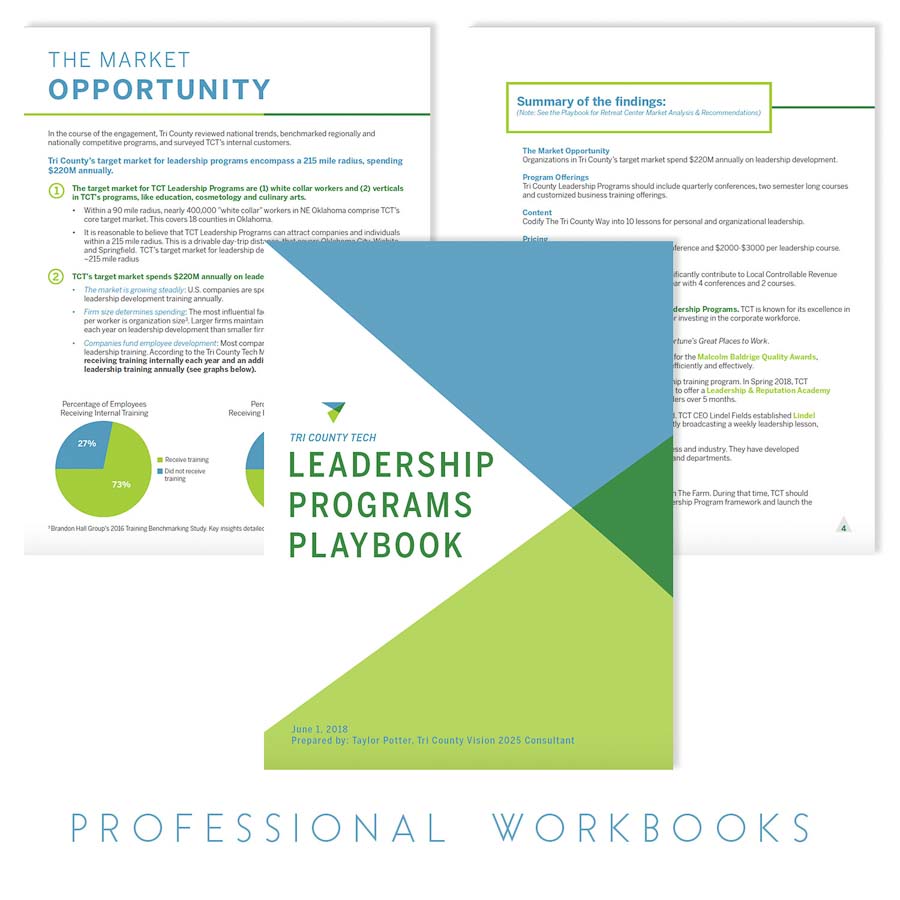 THE MARKET
OPPORTUNITY
In the course of the engagement, Tri County reviewed national trends, benchmarked regionally and
nationally competitive programs, and surveyed TCT's internal customers.
Tri County's target market for leadership programs encompass a 215 mile radius, spending
$220M annually.
1
The target market for TCT Leadership Programs are (1) white collar workers and (2) verticals
in TCT's programs, like education, cosmetology and culinary arts.
• Within a 90 mile radius, nearly 400,000 "white collar" workers in NE Oklahoma comprise TCT's
core target market. This covers 18 counties in Oklahoma.
• It is reasonable to believe that TCT Leadership Programs can attract companies and individuals
within a 215 mile radius. This is a drivable day-trip distance, that covers Oklahoma City, Wichita
and Springfield. TCT's target market for leadership de
~215 mile radius
2
TCT's target market spends $220M annually on leade
• The market is growing steadily: U.S. companies are spe
leadership development training annually.
• Firm size determines spending: The most influential fac
per worker is organization size³. Larger firms maintain
each year on leadership development than smaller firr
• Companies fund employee development: Most compar
leadership training. According to the Tri County Tech M
receiving training internally each year and an addi
leadership training annually (see graphs below).
Percentage of Employees
Receiving Internal Training
27%
73%
Receive training
Did not receive
training
Perc
Receiving I
³ Brandon Hall Group's 2016 Training Benchmarking Study. Key insights detailed
Summary of the findings:
(Note: See the Playbook for Retreat Center Market Analysis & Recommendations)
The Market Opportunity
Organizations in Tri County's target market spend $220M annually on leadership development.
Program Offerings
Tri County Leadership Programs should include quarterly conferences, two semester long courses
and customized business training offerings.
Content
Codify The Tri County Way into 10 lessons for personal and organizational leadership.
Pricing
ference and $2000-$3000 per leadership course.
ificantly contribute to Local Controllable Revenue
ear with 4 conferences and 2 courses.
dership Programs. TCT is known for its excellence in
r investing in the corporate workforce.
rtune's Great Places to Work.
for the Malcolm Baldrige Quality Awards,
fficiently and effectively.
hip training program. In Spring 2018, TCT
to offer a Leadership & Reputation Academy
ders over 5 months.
l. TCT CEO Lindel Fields established Lindel
tly broadcasting a weekly leadership lesson,
ess and industry. They have developed
and departments.
n The Farm. During that time, TCT should
ership Program framework and launch the
4
TRI COUNTY TECH
LEADERSHIP
PROGRAMS
PLAYBOOK
June 1, 2018
Prepared by: Taylor Potter, Tri County Vision 2025 Consultant
PROFESSIONAL WORKBOOKS